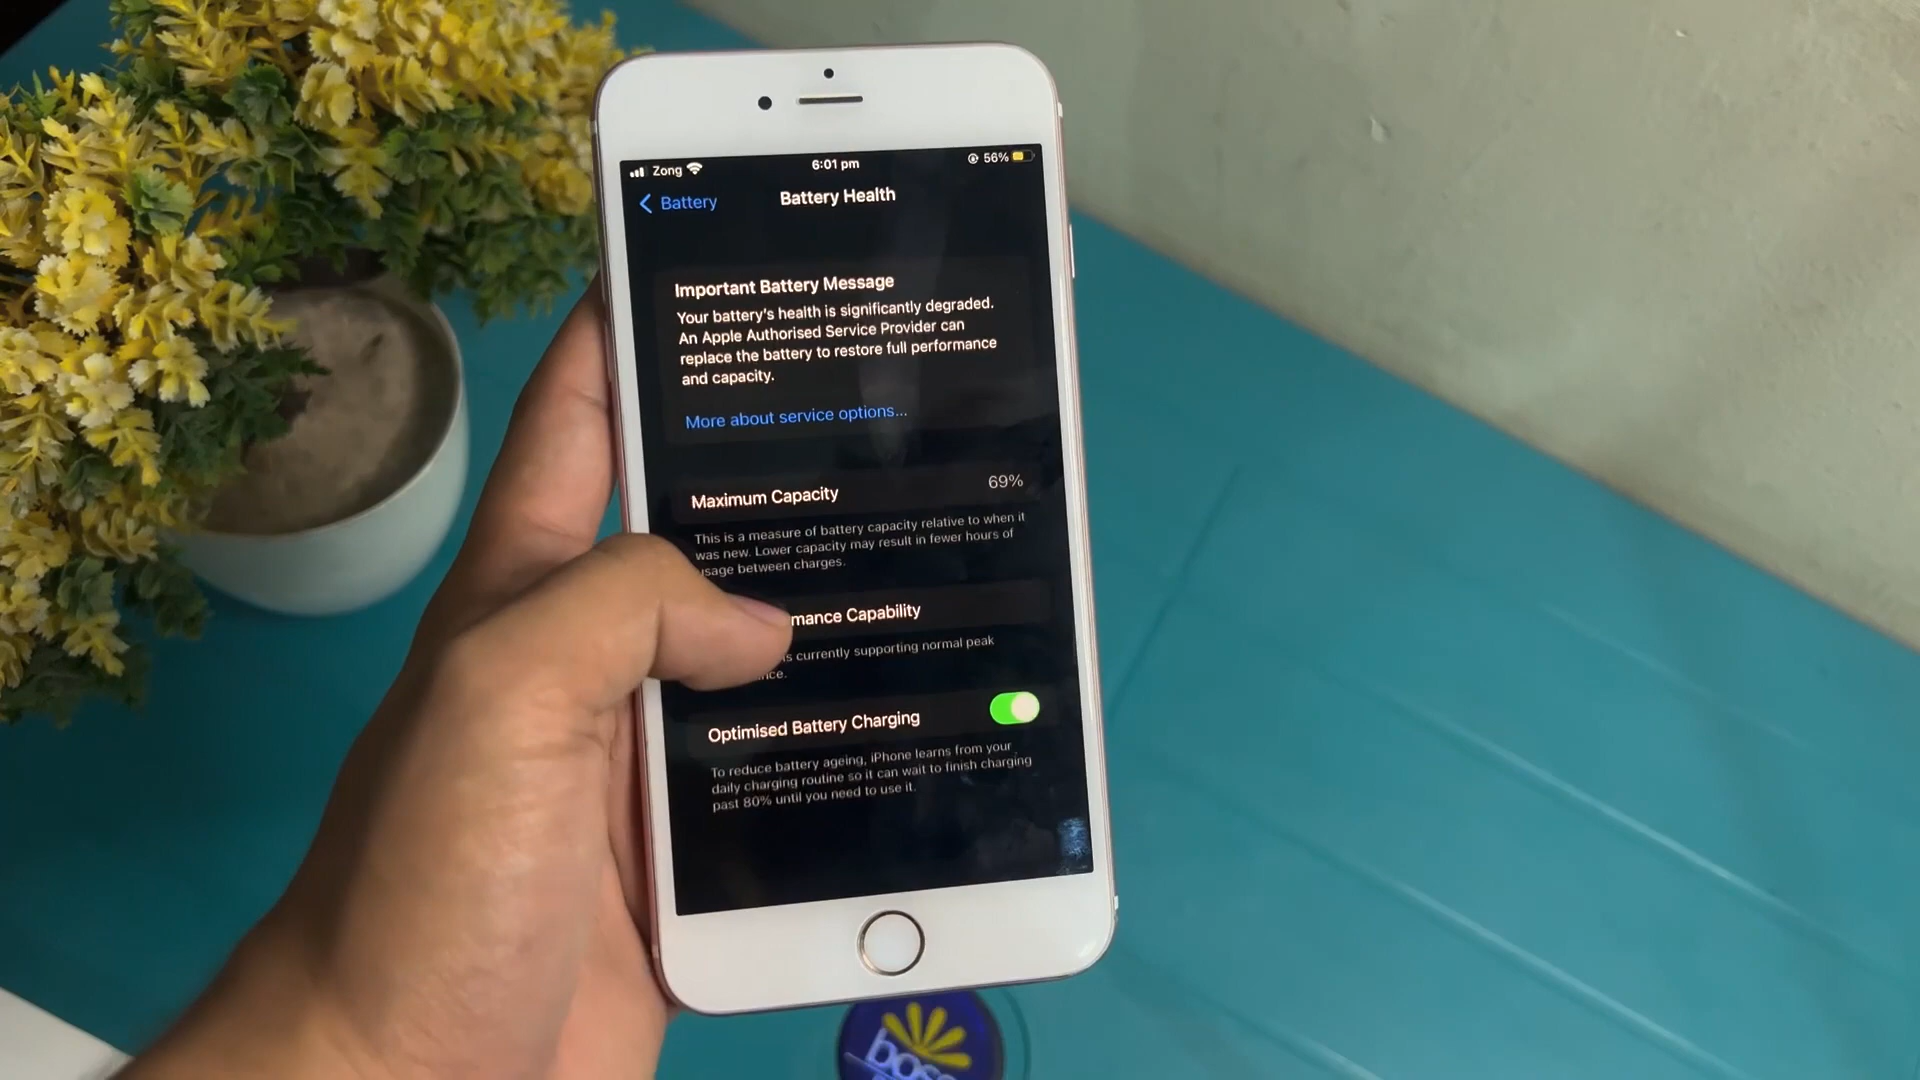 Zong
6:01 pm
56%
Battery
Battery Health
Important Battery Message
Your battery's health is significantly degraded.
An Apple Authorised Service Provider can
replace the battery to restore full performance
and capacity.
More about service options...
Maximum Capacity
69%
This is a measure of battery capacity relative to when it
was new. Lower capacity may result in fewer hours of
usage between charges.
mance Capability
is currently supporting normal peak
nce.
Optimised Battery Charging
To reduce battery ageing, iPhone learns from your
daily charging routine so it can wait to finish charging
past 80% until you need to use it.